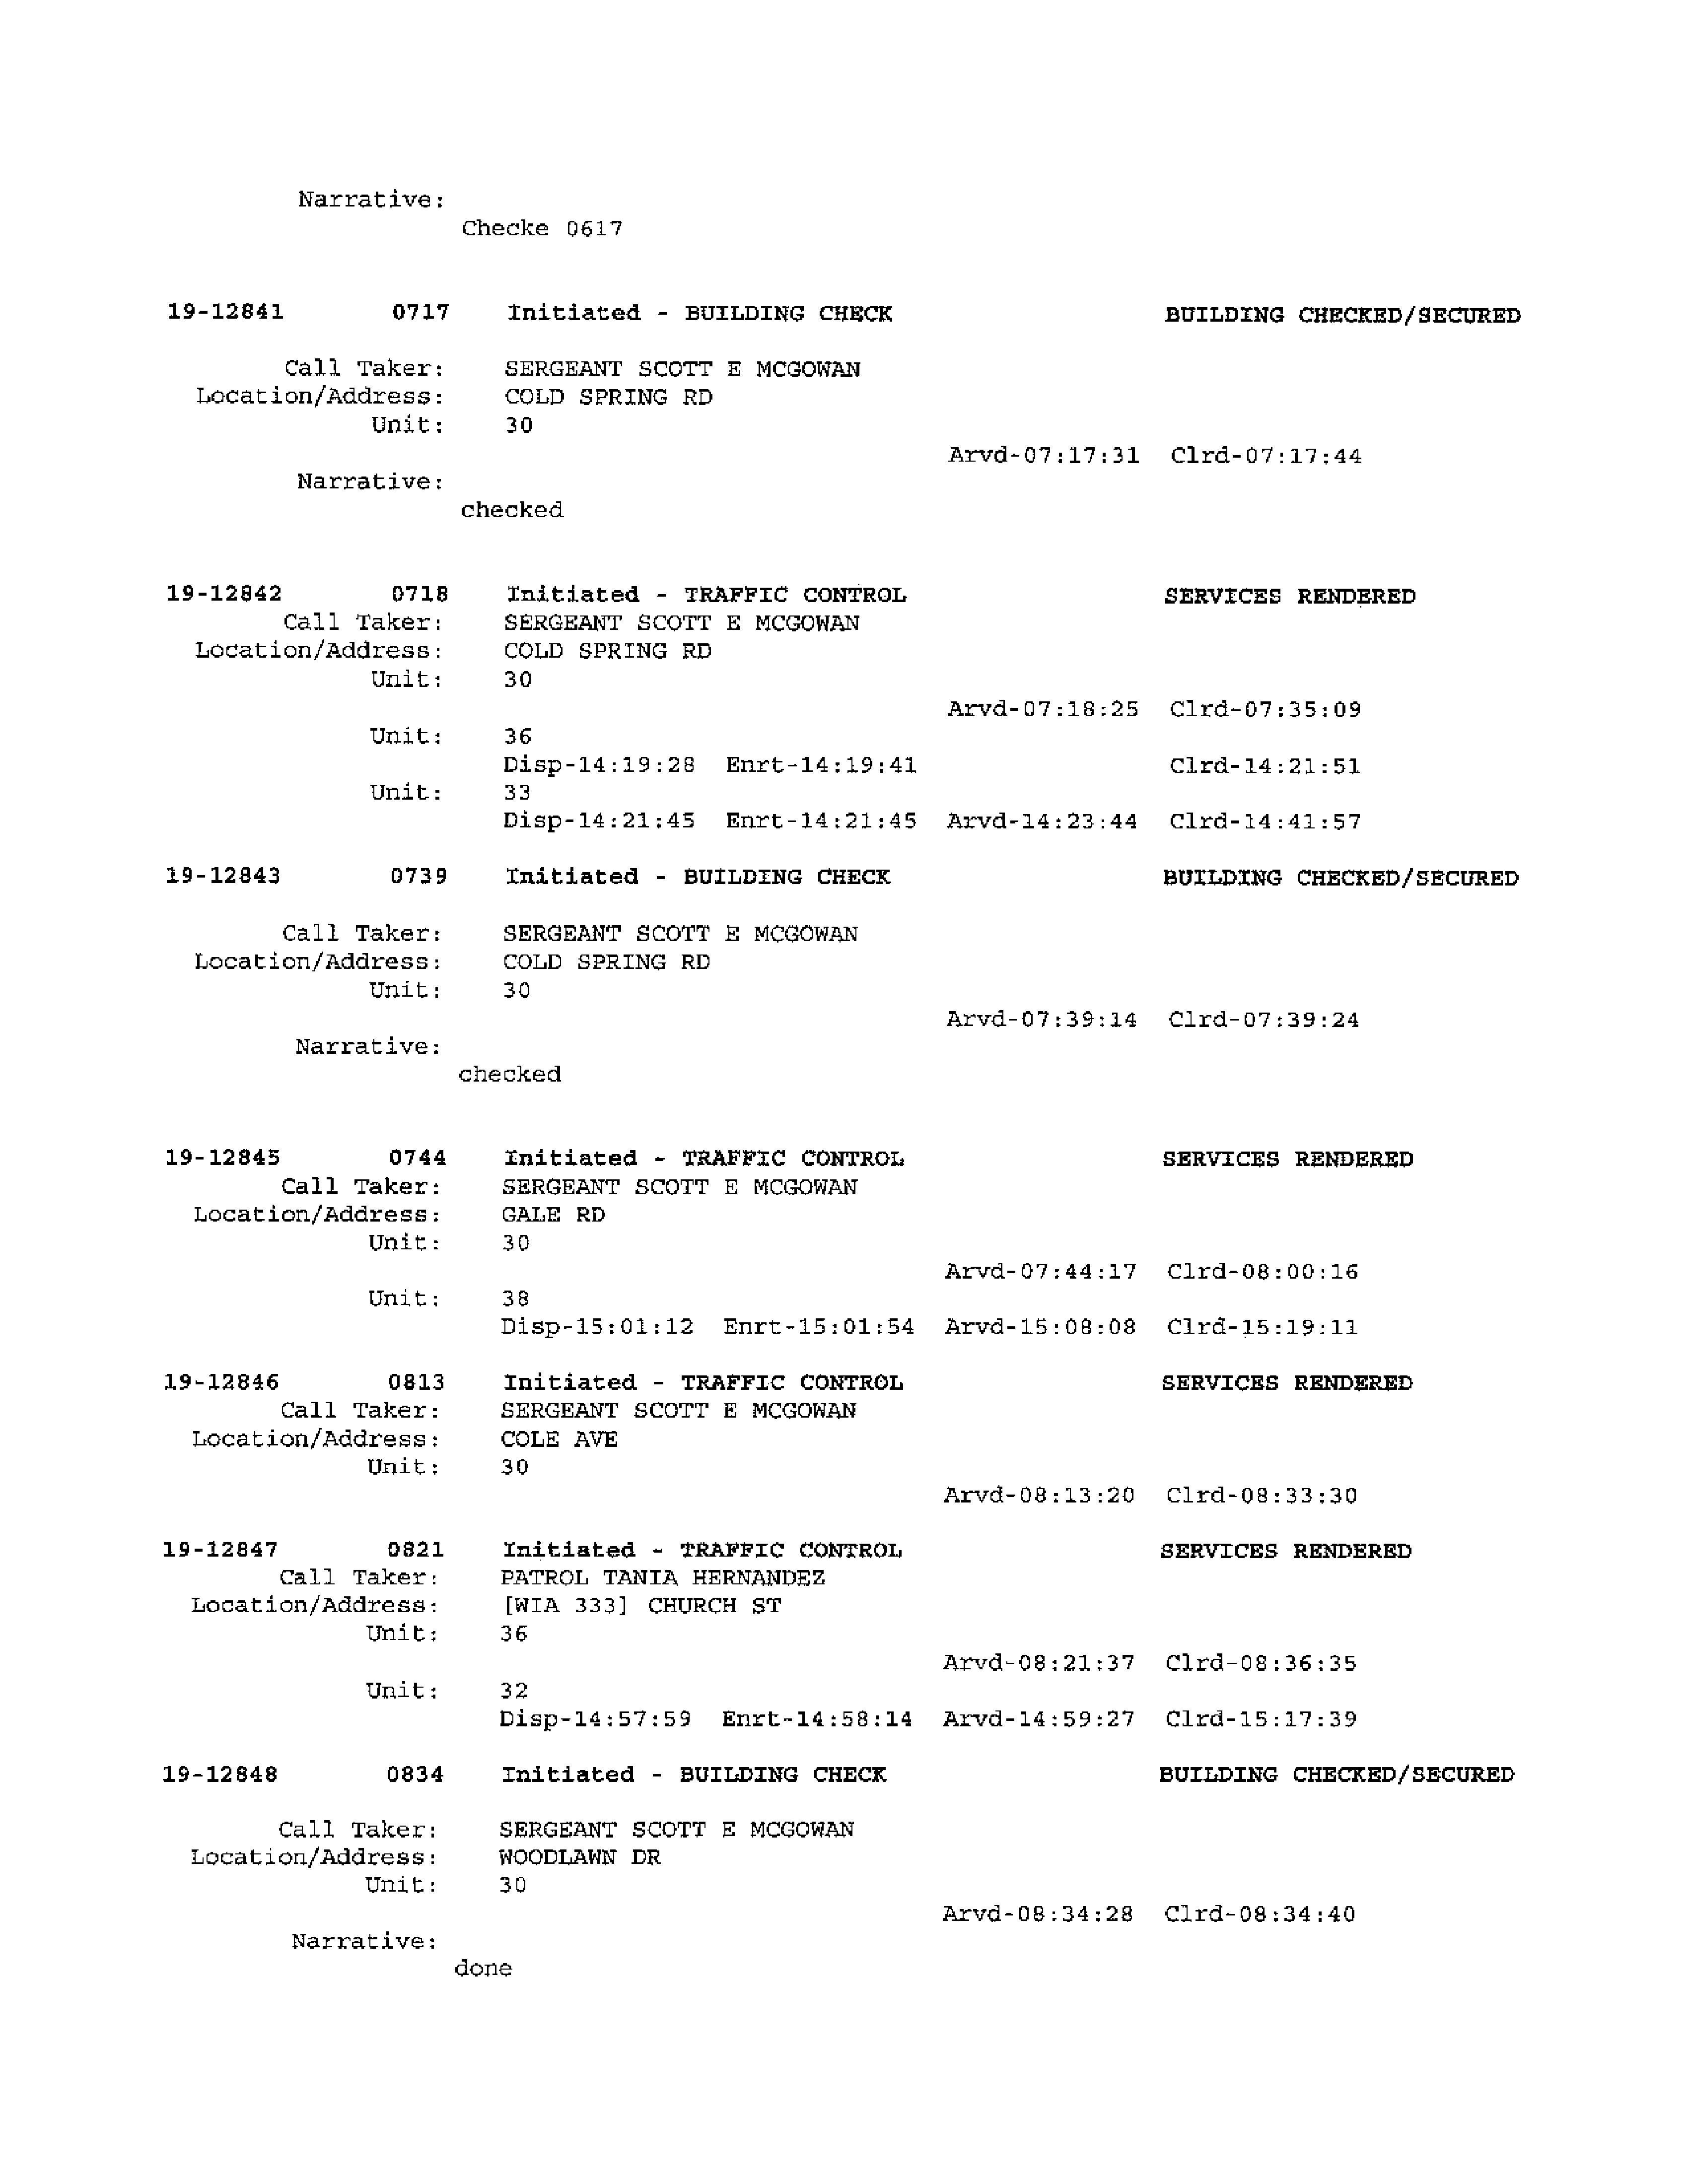 Narrative:
Checke 0617
19-12841 0717 Initiated - BUILDING CHECK BUILDING CHECKED/SECURED
Call Taker: SERGEANT SCOTT E MCGOWAN
Location/Address: COLD SPRING RD
Unit: 30
Arvd-07:17:31 Clrd-07:17:44
Narrative:
checked
19-12842 0718 Initiated - TRAFFIC CONTROL SERVICES RENDERED
Call Taker: SERGEANT SCOTT E MCGOWAN
Location/Address: COLD SPRING RD
Unit: 30
Arvd-07:18:25 Clrd-07:35:09
Unit: 36
Disp-14:19:28 Enrt-14:19:41 Clrd-14:21:51
Unit: 33
Disp-14:21:45 Enrt-14:21:45 Arvd-14:23:44 Clrd-14:41:57
19-12843 0739 Initiated - BUILDING CHECK BUILDING CHECKED/SECURED
Call Taker: SERGEANT SCOTT E MCGOWAN
Location/Address: COLD SPRING RD
Unit: 30
Arvd-07:39:14 Clrd-07:39:24
Narrative:
checked
19-12845 0744 Initiated - TRAFFIC CONTROL SERVICES RENDERED
Call Taker: SERGEANT SCOTT E MCGOWAN
Location/Address: GALE RD
Unit: 30
Arvd-07:44:17 Clrd-08:00:16
Unit: 38
Disp-15:01:12 Enrt-15:01:54 Arvd-15:08:08 Clrd-15:19:11
19-12846 0813 Initiated - TRAFFIC CONTROL SERVICES RENDERED
Call Taker: SERGEANT SCOTT E MCGOWAN
Location/Address: COLE AVE
Unit: 30
Arvd-08:13:20 Clrd-08:33:30
19-12847 0821 Initiated - TRAFFIC CONTROL SERVICES RENDERED
Call Taker: PATROL TANIA HERNANDEZ
Location/Address: [WIA 333] CHURCH ST
Unit: 36
Arvd-08:21:37 Clrd-08:36:35
Unit: 32
Disp-14:57:59 Enrt-14:58:14 Arvd-14:59:27 Clrd-15:17:39
19-12848 0834 Initiated - BUILDING CHECK BUILDING CHECKED/SECURED
Call Taker: SERGEANT SCOTT E MCGOWAN
Location/Address: WOODLAWN DR
Unit: 30
Arvd-08:34:28 Clrd-08:34:40
Narrative:
done